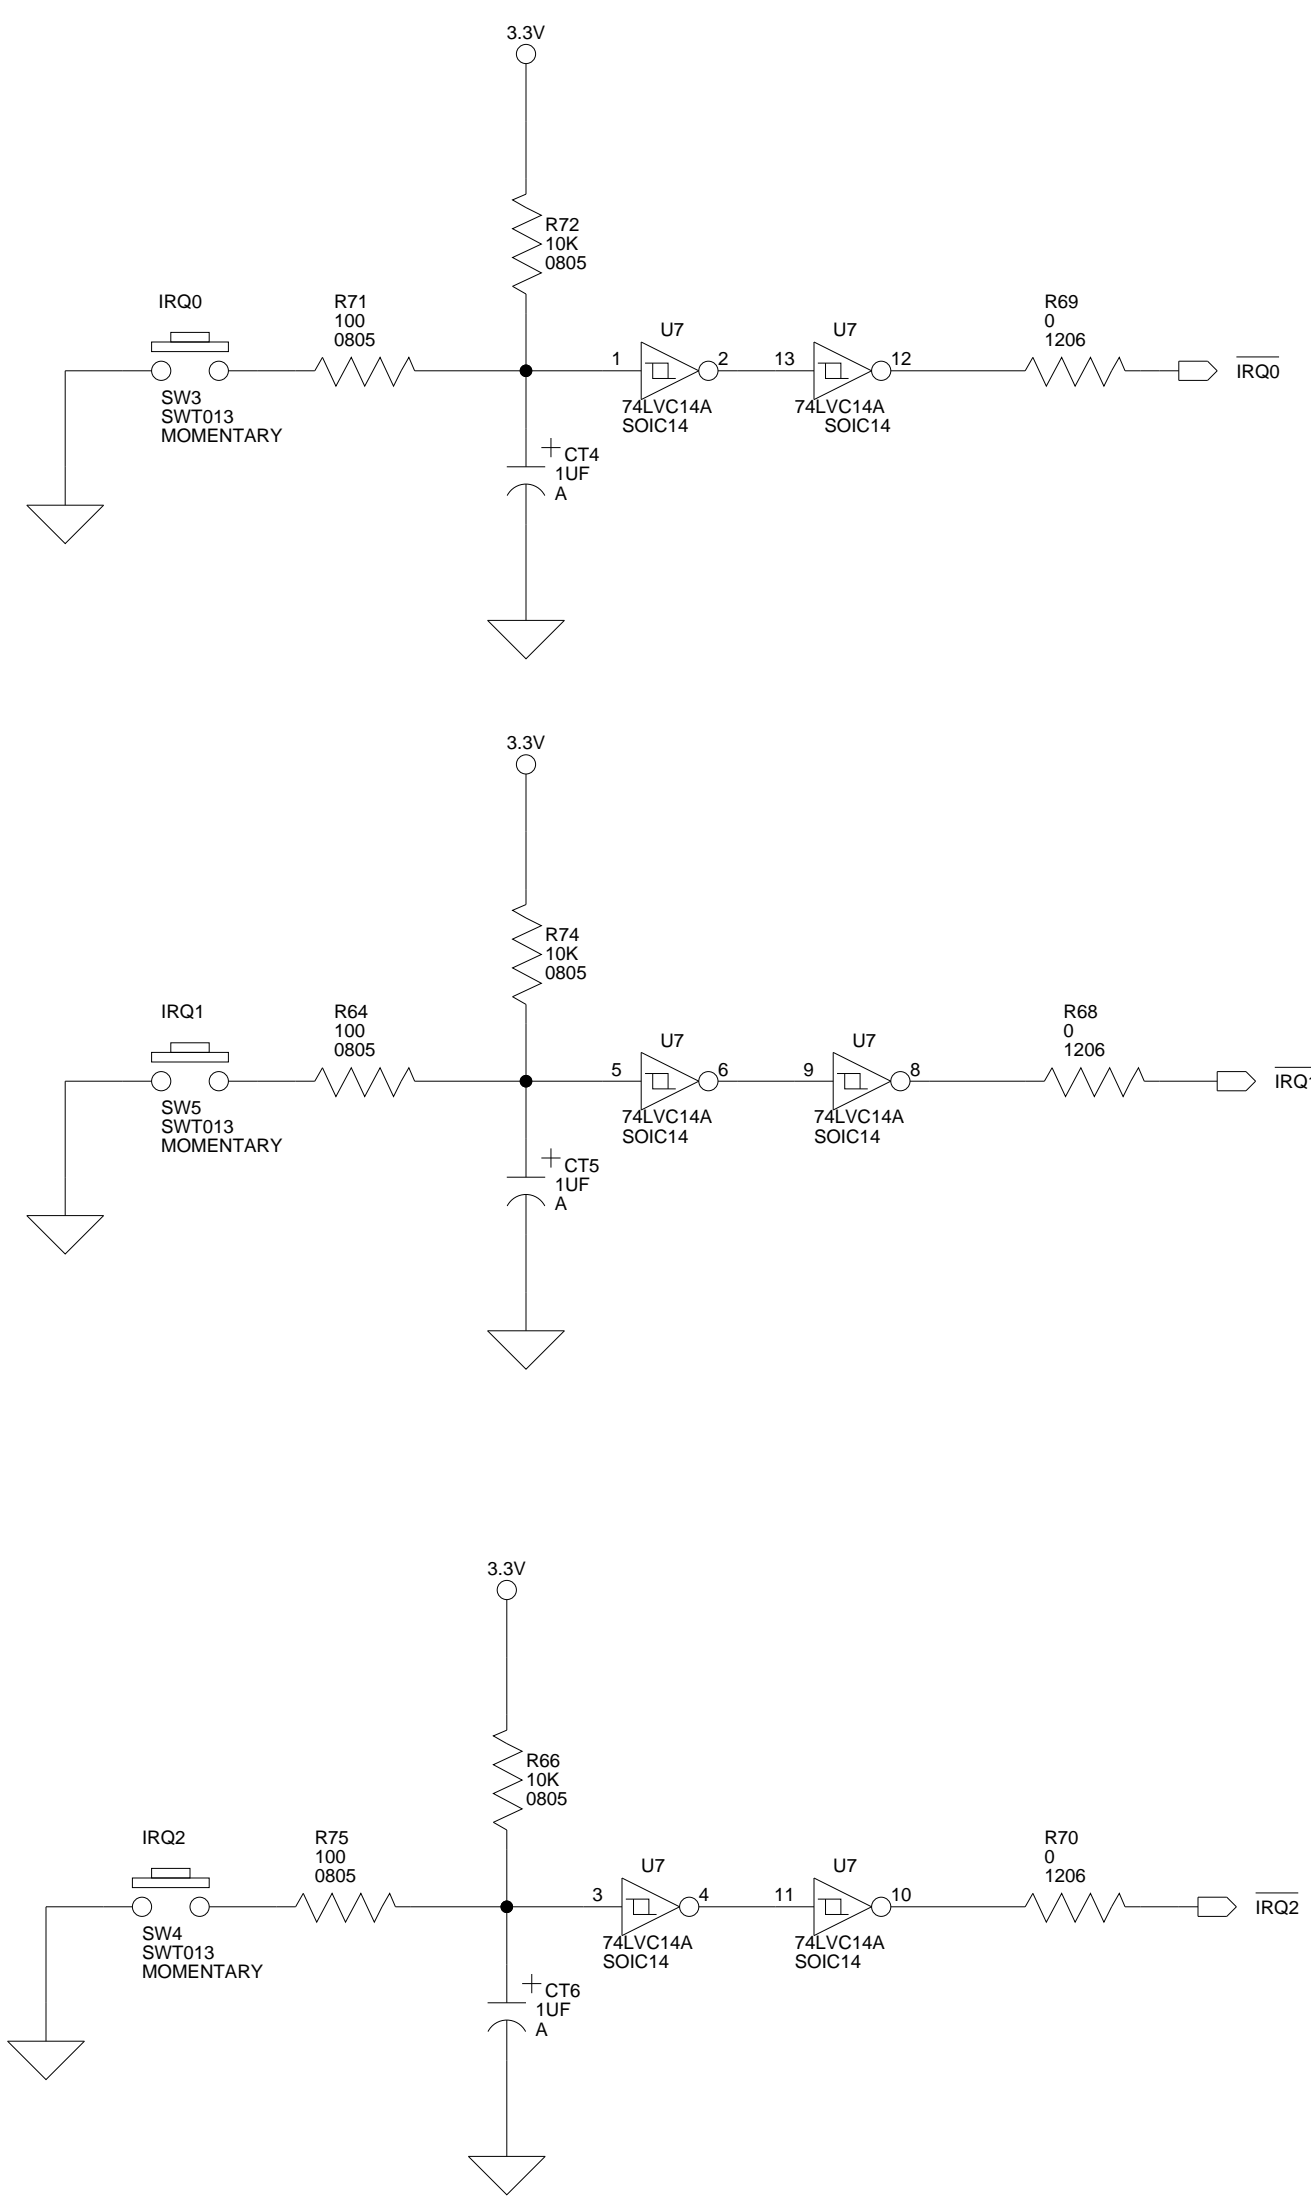 3.3V
R72
10K
0805
IRQ0
R71
100
0805
U7
U7
R69
0
1206
1
2
13
12
IRQ0
SW3
SWT013
MOMENTARY
74LVC14A
SOIC14
74LVC14A
SOIC14
+ CT4
1UF
A
3.3V
R74
10K
0805
IRQ1
R64
100
0805
U7
U7
R68
0
1206
5
6
9
8
IRQ1
SW5
SWT013
MOMENTARY
74LVC14A
SOIC14
74LVC14A
SOIC14
+ CT5
1UF
A
3.3V
R66
10K
0805
IRQ2
R75
100
0805
U7
U7
R70
0
1206
3
4
11
10
IRQ2
SW4
SWT013
MOMENTARY
74LVC14A
SOIC14
74LVC14A
SOIC14
+ CT6
1UF
A